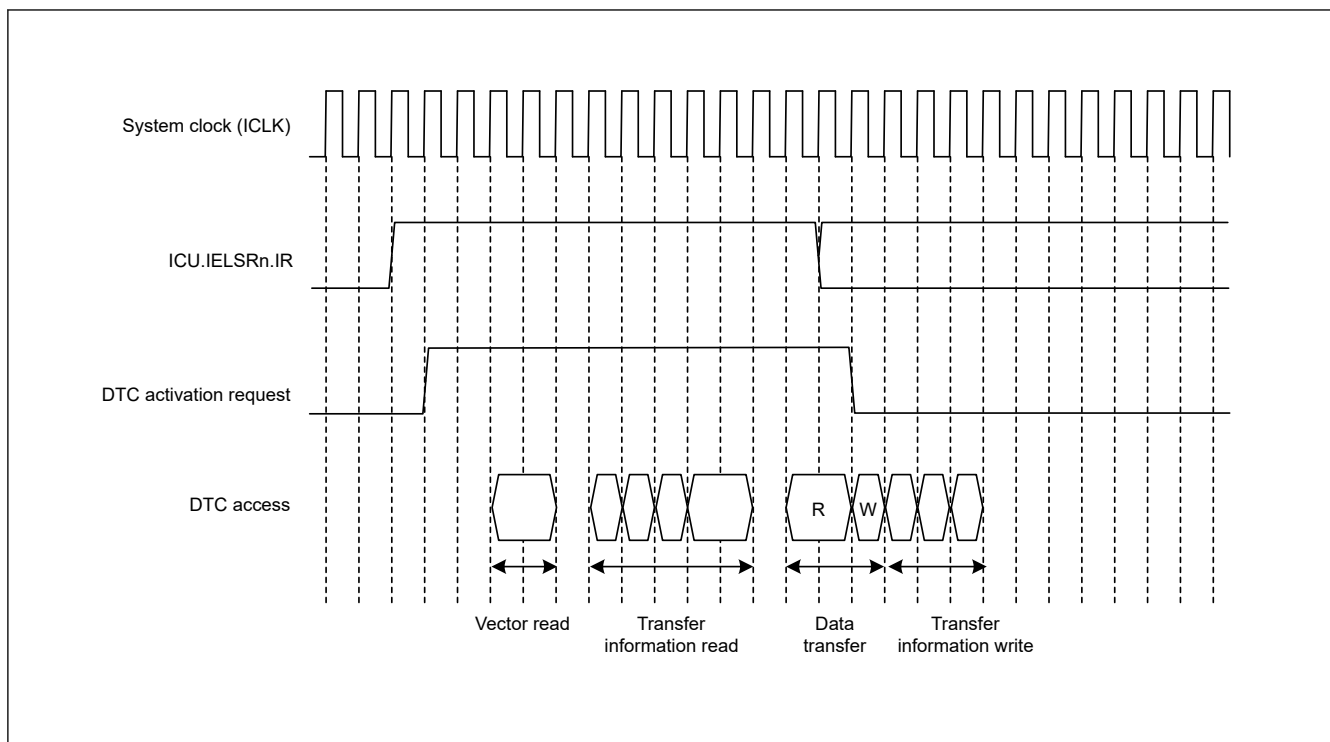 System clock (ICLK)
ICU.IELSRn.IR
DTC activation request
DTC access
R
W
Vector read
Transfer
information read
Data
transfer
Transfer
information write